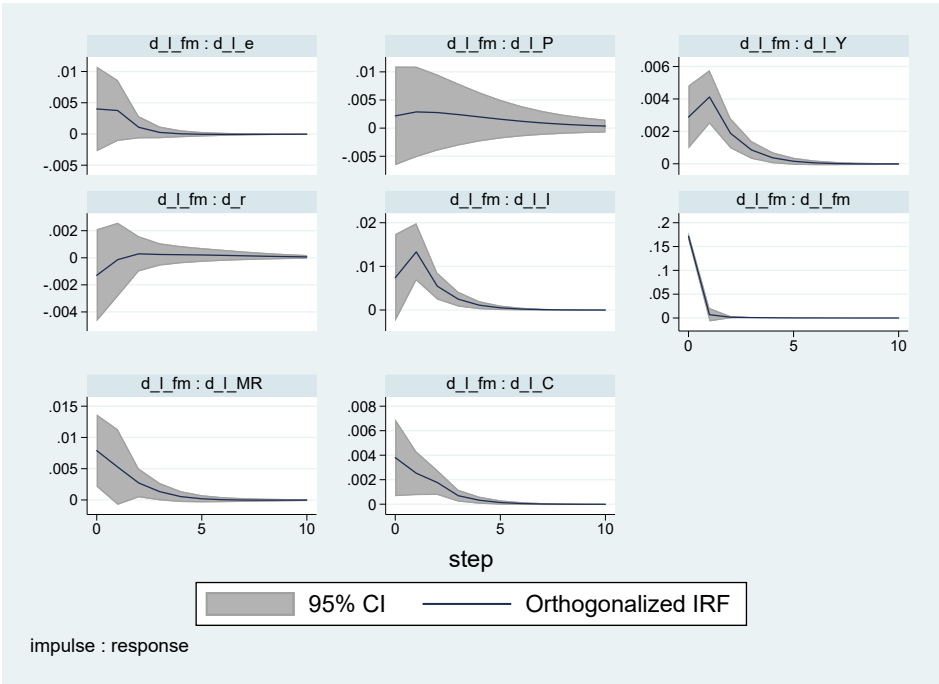 d_l_fm : d_l_e
d_l_fm : d_l_P
d_l_fm : d_l_Y
.01
.005
0
-.005
.01
.005
0
-.005
.006
.004
.002
0
d_l_fm : d_r
d_l_fm : d_l_I
d_l_fm : d_l_fm
.002
0
-.002
-.004
.02
.01
0
.2
.15
.1
.05
0
0 5 10
d_l_fm : d_l_MR
d_l_fm : d_l_C
.015
.01
.005
0
0 5 10
.008
.006
.004
.002
0
0 5 10
step
95% CI Orthogonalized IRF
impulse : response